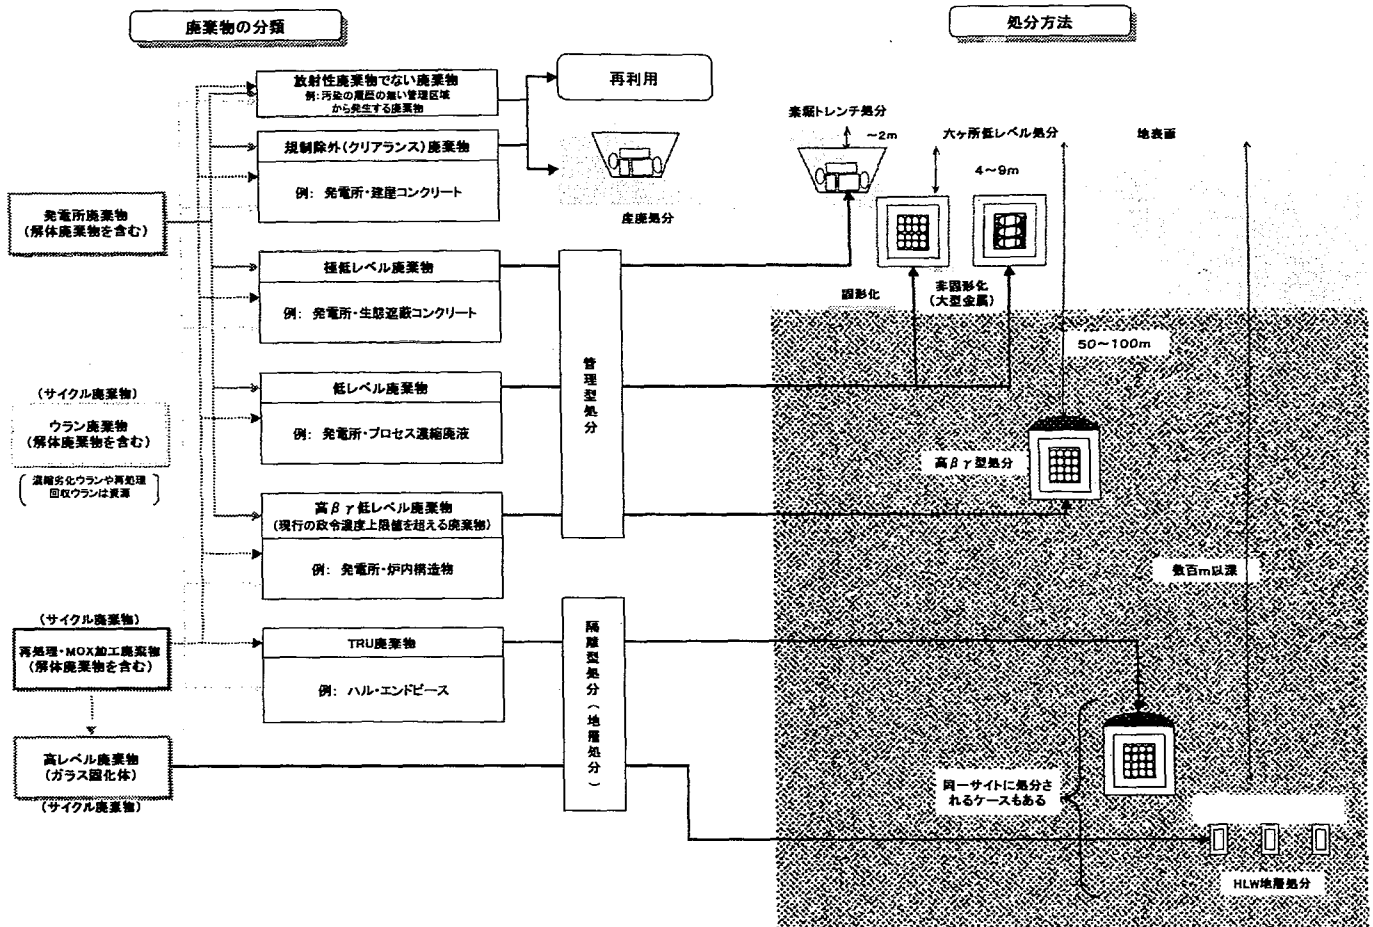 廃棄物の分類
処分方法
放射性廃棄物でない廃棄物
例:汚染の履歴の無い管理区域
から発生する廃棄物
再利用
規制除外(クリアランス)廃棄物
例: 発電所・建屋コンクリート
産廃処分
発電所廃棄物
(解体廃棄物を含む)
極低レベル廃棄物
例: 発電所・生態遮蔽コンクリート
素堀トレンチ処分
~2m
六ヶ所低レベル処分
4~9m
地表面
固形化
非固形化
(大型金属)
管理型処分
50~100m
低レベル廃棄物
例: 発電所・プロセス濃縮廃液
(サイクル廃棄物)
ウラン廃棄物
(解体廃棄物を含む)
濃縮劣化ウランや再処理
回収ウランは資源
高βγ型処分
高βγ低レベル廃棄物
(現行の政令濃度上限値を超える廃棄物)
例: 発電所・炉内構造物
数百m以深
(サイクル廃棄物)
再処理・MOX加工廃棄物
(解体廃棄物を含む)
TRU廃棄物
例: ハル・エンドピース
隔離型処分(地層処分)
高レベル廃棄物
(ガラス固化体)
(サイクル廃棄物)
同一サイトに処分さ
れるケースもある
HLW地層処分